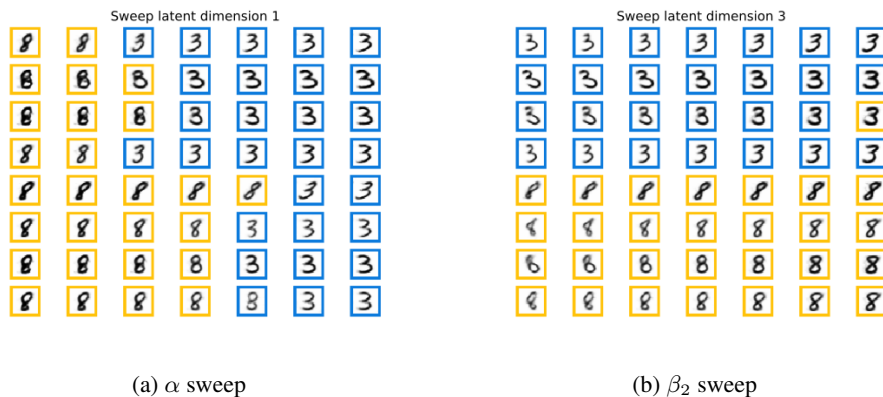 Sweep latent dimension 1
Sweep latent dimension 3
(a) α sweep
(b) β₂ sweep